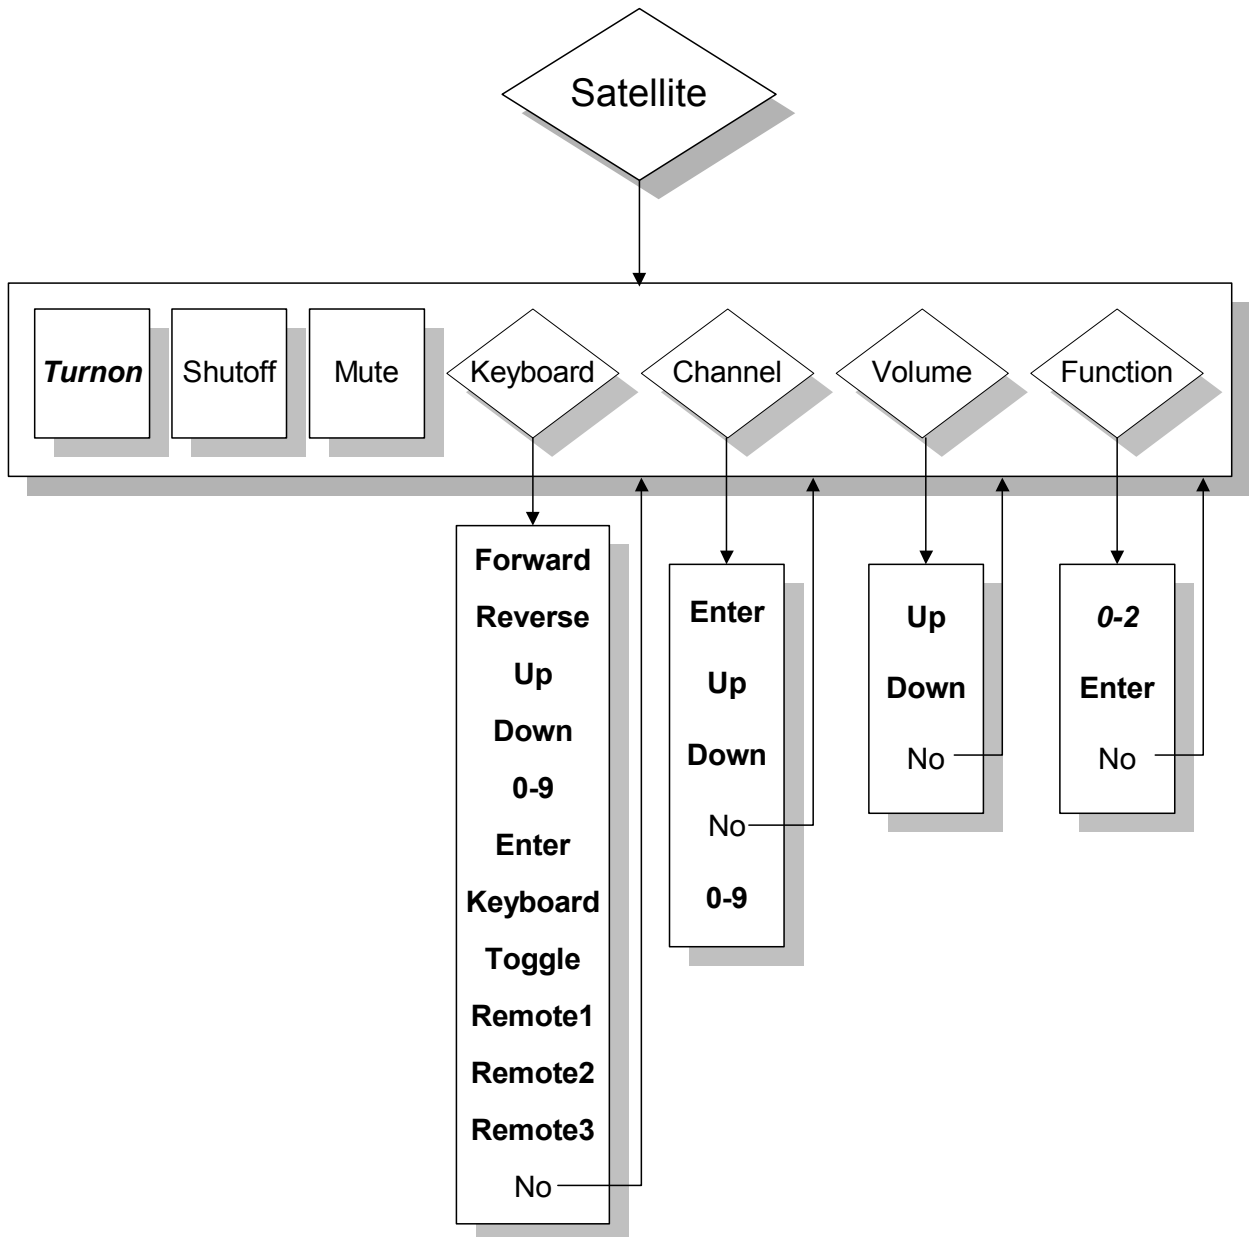 Satellite
Turnon
Shutoff
Mute
Keyboard
Channel
Volume
Function
Forward
Reverse
Up
Down
0-9
Enter
Keyboard
Toggle
Remote1
Remote2
Remote3
No
Enter
Up
Down
No
0-9
Up
Down
No
0-2
Enter
No